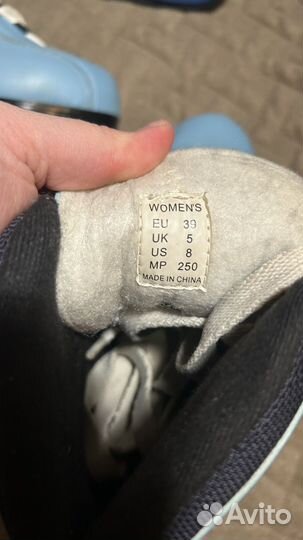 WOMEN'S
EU 39
UK 5
US 8
MP 250
MADE IN CHINA
Avito